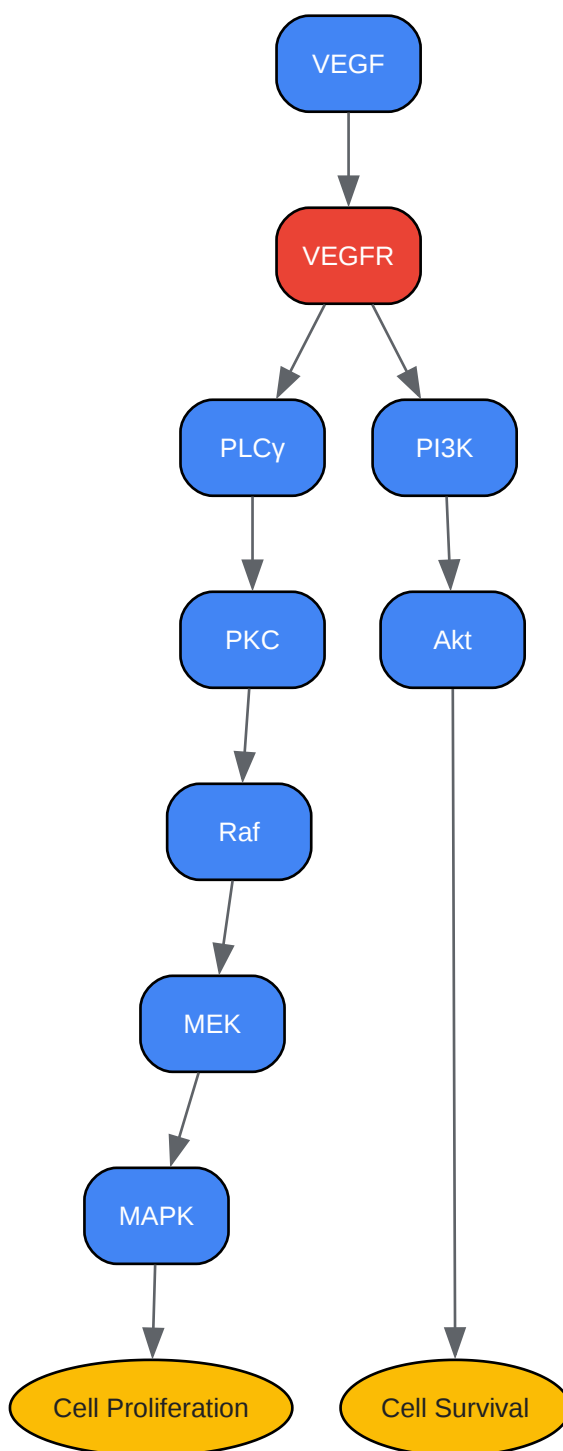 VEGF
VEGFR
PLCγ
PI3K
PKC
Akt
Raf
MEK
MAPK
Cell Proliferation
Cell Survival